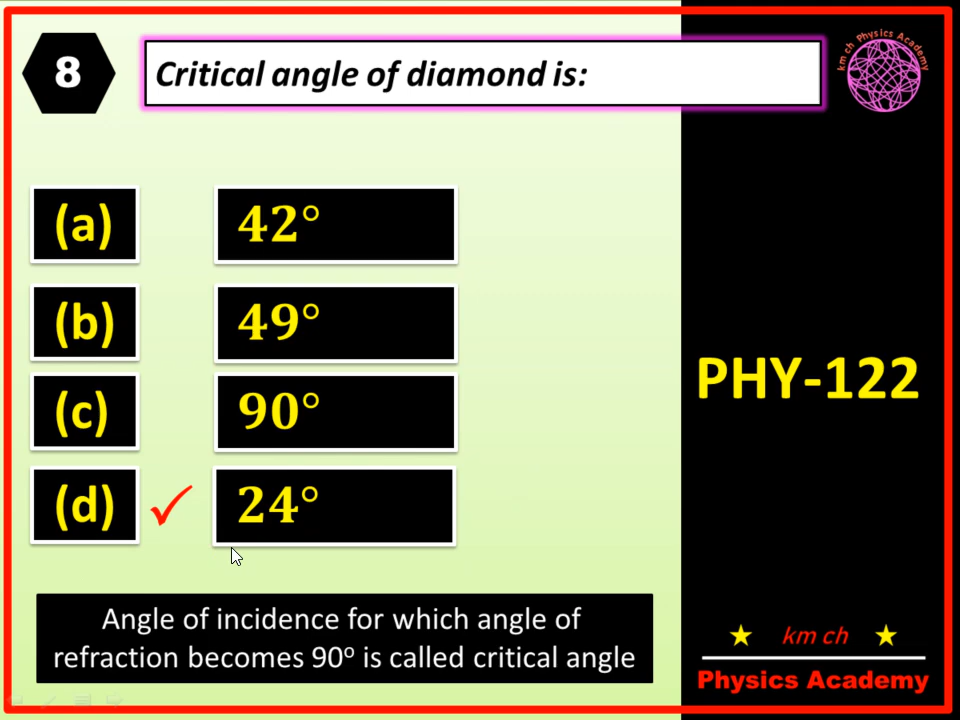 8
Critical angle of diamond is:
km ch Physics Academy
(a) 42°
(b) 49°
(c) 90°
(d) ✓ 24°
PHY-122
Angle of incidence for which angle of
refraction becomes 90° is called critical angle
★ km ch ★
Physics Academy